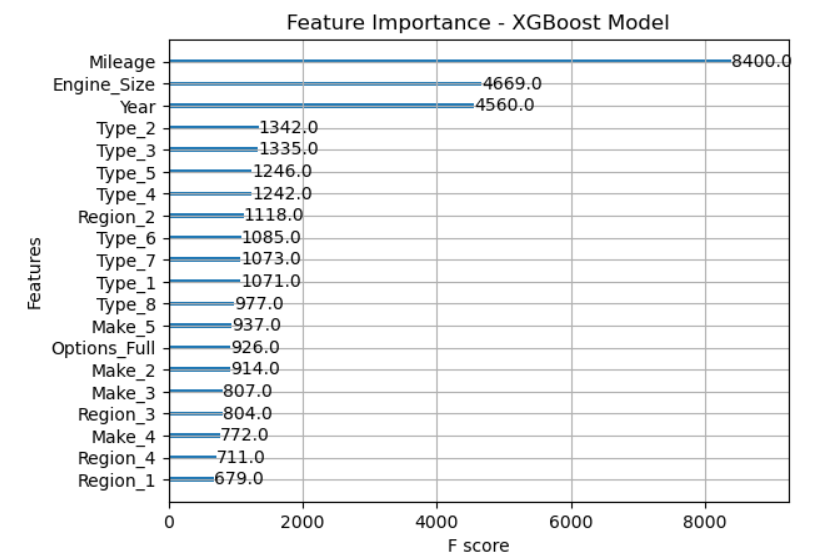 Feature Importance - XGBoost Model
Mileage 8400.0
Engine_Size 4669.0
Year 4560.0
Type_2 1342.0
Type_3 1335.0
Type_5 1246.0
Type_4 1242.0
Region_2 1118.0
Type_6 1085.0
Type_7 1073.0
Type_1 1071.0
Type_8 977.0
Make_5 937.0
Options_Full 926.0
Make_2 914.0
Make_3 807.0
Region_3 804.0
Make_4 772.0
Region_4 711.0
Region_1 679.0
Features
0 2000 4000 6000 8000
F score